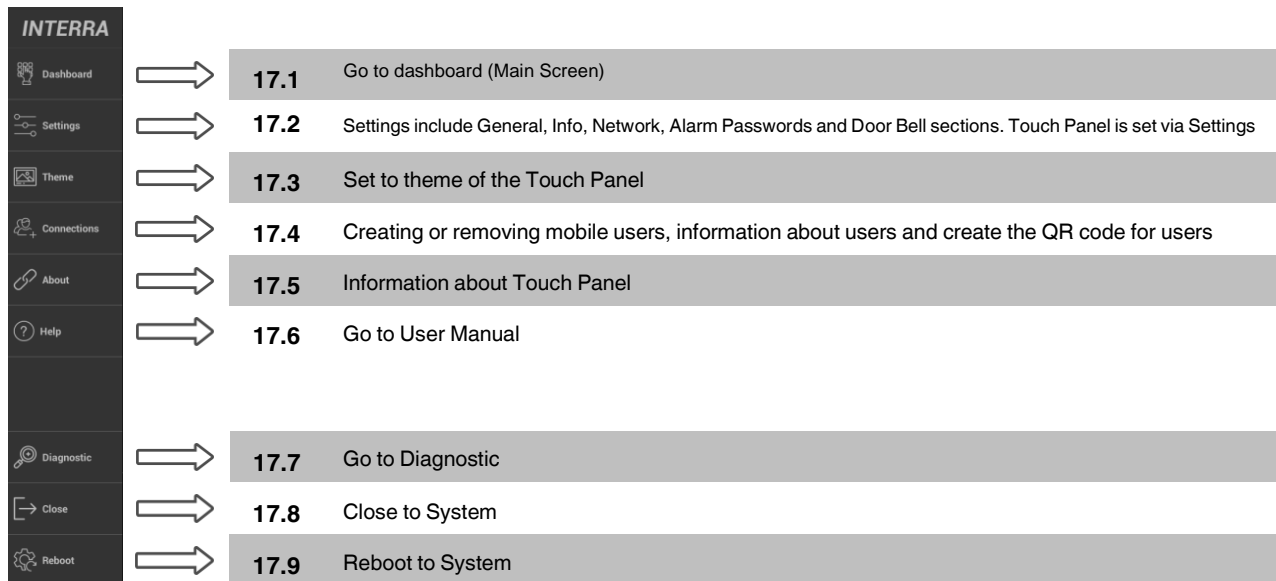 INTERRA
Dashboard 17.1 Go to dashboard (Main Screen)
Settings 17.2 Settings include General, Info, Network, Alarm Passwords and Door Bell sections. Touch Panel is set via Settings
Theme 17.3 Set to theme of the Touch Panel
Connections 17.4 Creating or removing mobile users, information about users and create the QR code for users
About 17.5 Information about Touch Panel
? Help 17.6 Go to User Manual
Diagnostic 17.7 Go to Diagnostic
Close 17.8 Close to System
Reboot 17.9 Reboot to System